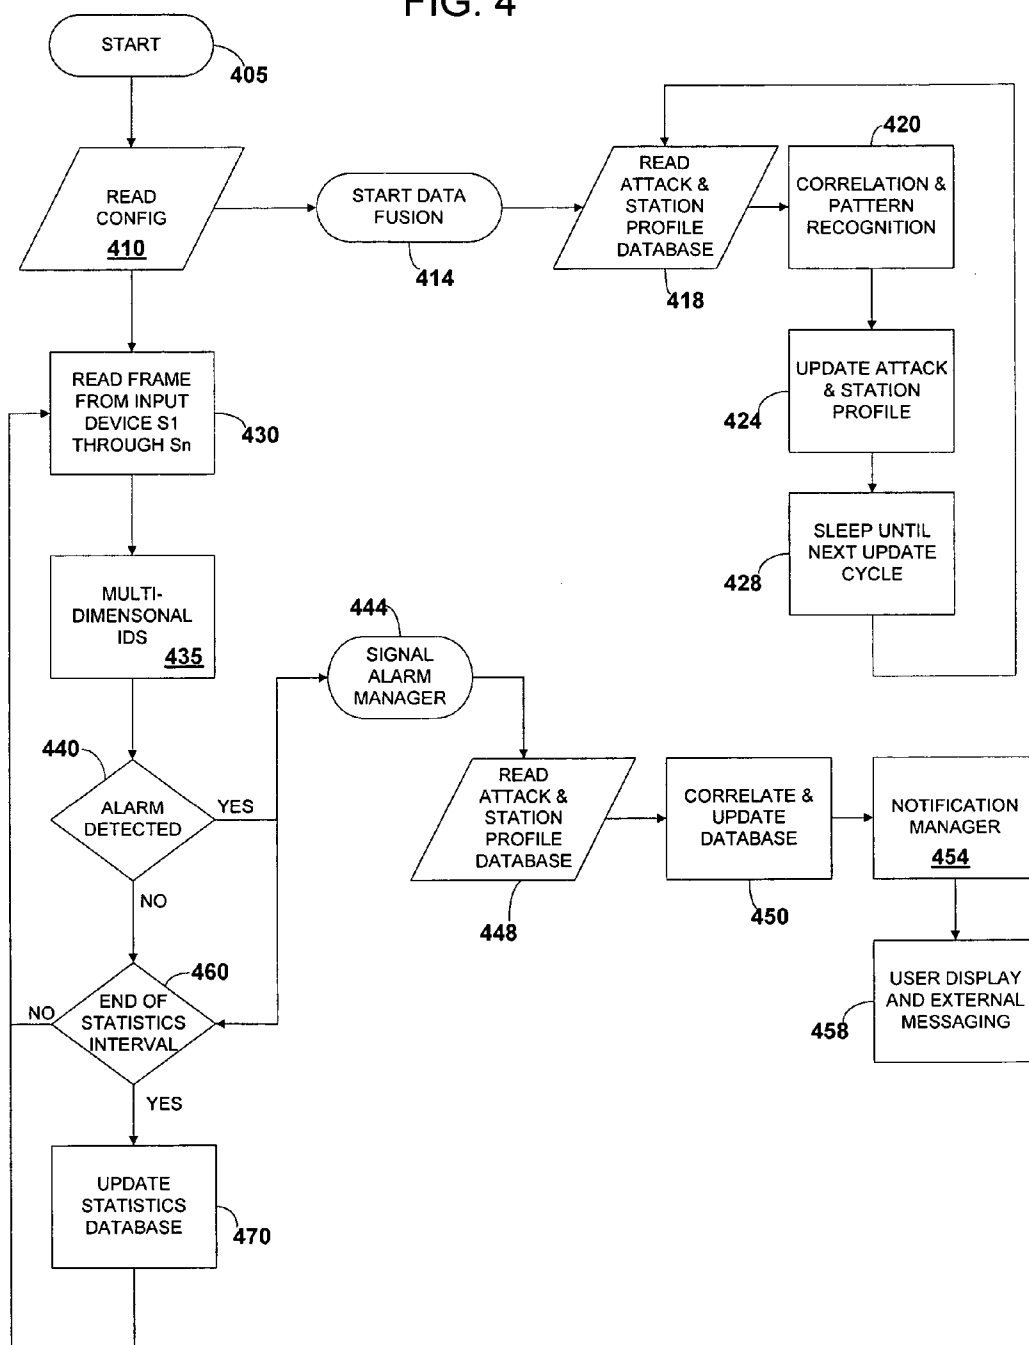 FIG. 4
START
405
READ
CONFIG
410
START DATA
FUSION
414
READ
ATTACK &
STATION
PROFILE
DATABASE
418
420
CORRELATION &
PATTERN
RECOGNITION
UPDATE ATTACK
& STATION
PROFILE
424
SLEEP UNTIL
NEXT UPDATE
CYCLE
428
READ FRAME
FROM INPUT
DEVICE S1
THROUGH Sn
430
MULTI-
DIMENSONAL
IDS
435
440
ALARM
DETECTED
YES
NO
444
SIGNAL
ALARM
MANAGER
READ
ATTACK &
STATION
PROFILE
DATABASE
448
CORRELATE &
UPDATE
DATABASE
450
NOTIFICATION
MANAGER
454
USER DISPLAY
AND EXTERNAL
MESSAGING
458
460
END OF
STATISTICS
INTERVAL
NO
YES
UPDATE
STATISTICS
DATABASE
470